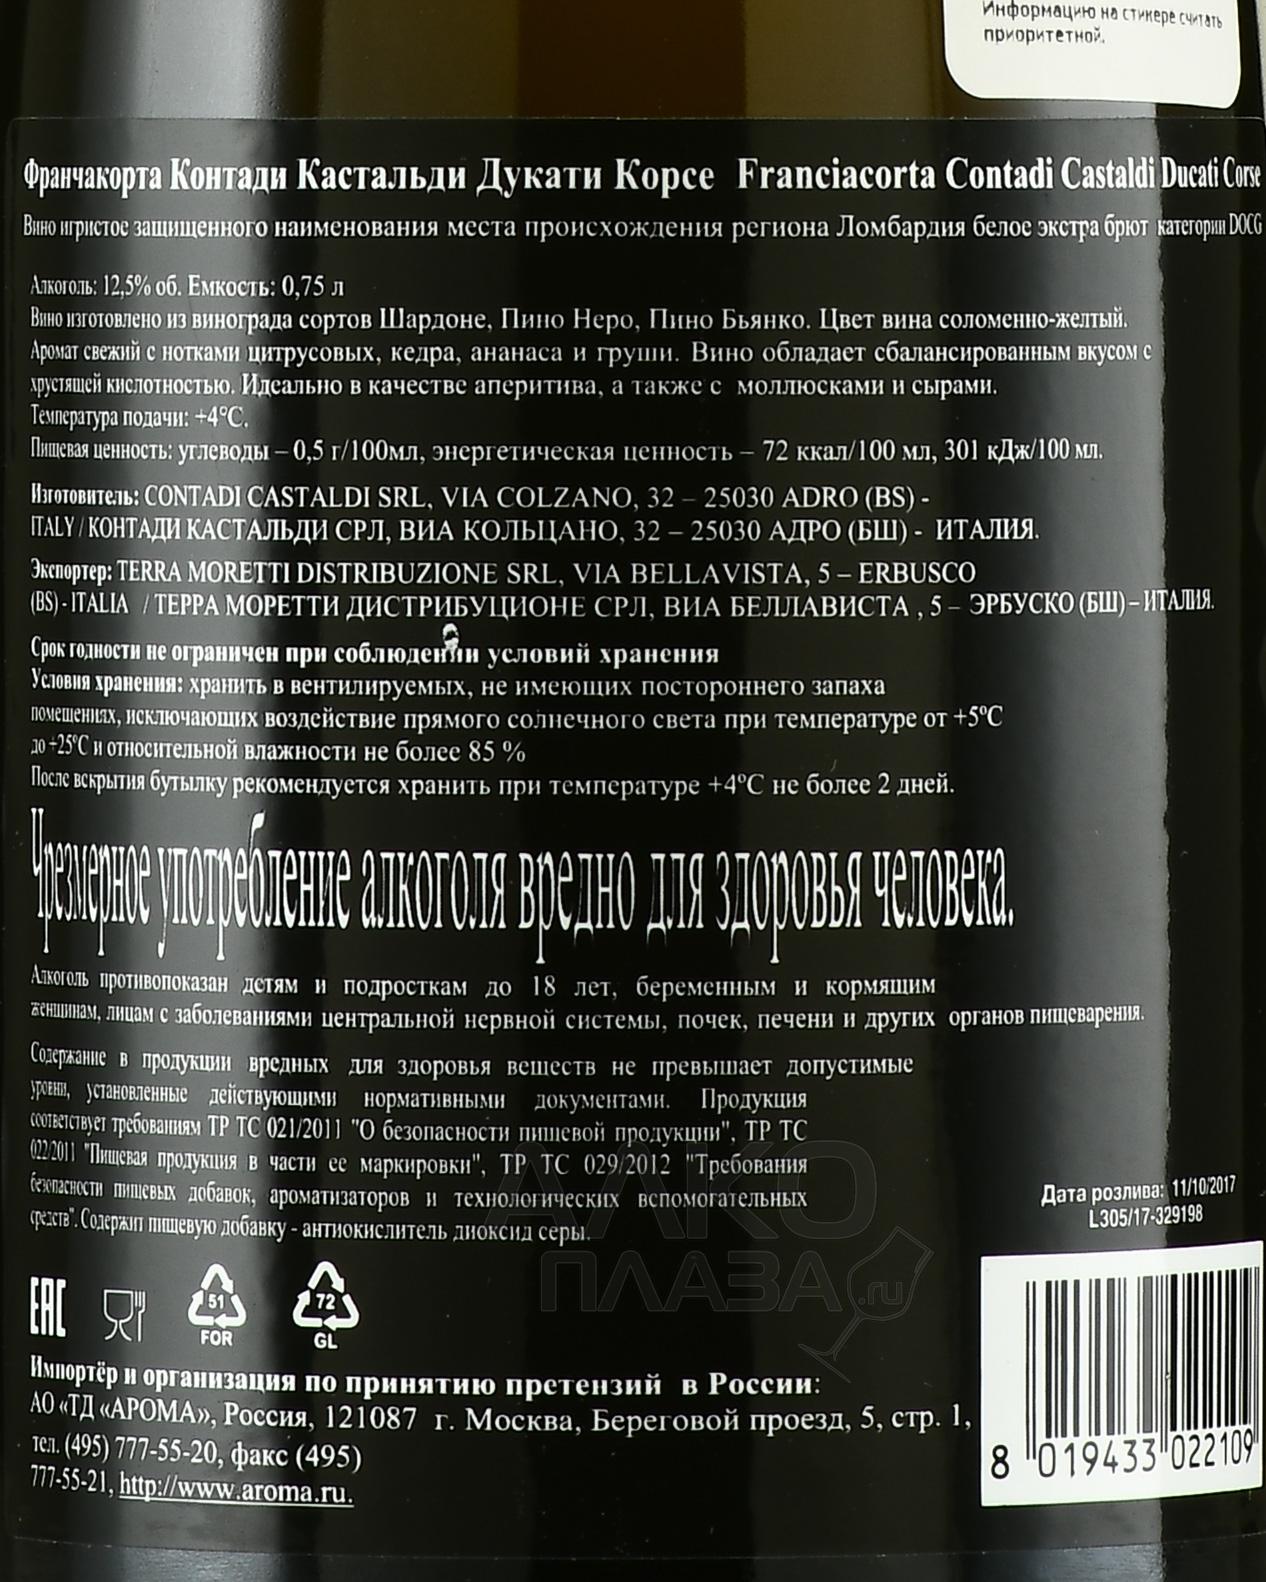 Информацию на стикере считать
приоритетной.
Франчакорта Контади Кастальди Дукати Корсе Franciacorta Contadi Castaldi Ducati Corse
Вино игристое защищенного наименования места происхождения региона Ломбардия белое экстра брют категории DOCG
Алкоголь: 12,5% об. Емкость: 0,75 л
Вино изготовлено из винограда сортов Шардоне, Пино Неро, Пино Бьянко. Цвет вина соломенно-желтый.
Аромат свежий с нотками цитрусовых, кедра, ананаса и груши. Вино обладает сбалансированным вкусом с
хрустящей кислотностью. Идеально в качестве аперитива, а также с моллюсками и сырами.
Температура подачи: +4°С.
Пищевая ценность: углеводы – 0,5 г/100мл, энергетическая ценность – 72 ккал/100 мл, 301 кДж/100 мл.
Изготовитель: CONTADI CASTALDI SRL, VIA COLZANO, 32 – 25030 ADRO (BS) -
ITALY / КОНТАДИ КАСТАЛЬДИ СРЛ, ВИА КОЛЬЦАНО, 32 – 25030 АДРО (БШ) - ИТАЛИЯ.
Экспортер: TERRA MORETTI DISTRIBUZIONE SRL, VIA BELLAVISTA, 5 – ERBUSCO
(BS) - ITALIA / ТЕРРА МОРЕТТИ ДИСТРИБУЦИОНЕ СРЛ, ВИА БЕЛЛАВИСТА , 5 – ЭРБУСКО (БШ) – ИТАЛИЯ.
Срок годности не ограничен при соблюдении условий хранения
Условия хранения: хранить в вентилируемых, не имеющих постороннего запаха
помещениях, исключающих воздействие прямого солнечного света при температуре от +5°С
до +25°С и относительной влажности не более 85 %
После вскрытия бутылку рекомендуется хранить при температуре +4°С не более 2 дней.
Чрезмерное употребление алкоголя вредно для здоровья человека.
Алкоголь противопоказан детям и подросткам до 18 лет, беременным и кормящим
женщинам, лицам с заболеваниями центральной нервной системы, почек, печени и других органов пищеварения.
Содержание в продукции вредных для здоровья веществ не превышает допустимые
уровни, установленные действующими нормативными документами. Продукция
соответствует требованиям ТР ТС 021/2011 "О безопасности пищевой продукции", ТР ТС
022/2011 "Пищевая продукция в части ее маркировки", ТР ТС 029/2012 "Требования
безопасности пищевых добавок, ароматизаторов и технологических вспомогательных
средств". Содержит пищевую добавку - антиокислитель диоксид серы.
Дата розлива: 11/10/2017
L305/17-329198
АЛКО
ПЛАЗА.ru
EAC
51
FOR
72
GL
Импортёр и организация по принятию претензий в России:
АО «ТД «АРОМА», Россия, 121087 г. Москва, Береговой проезд, 5, стр. 1,
тел. (495) 777-55-20, факс (495)
777-55-21, http://www.aroma.ru.
8 019433 022109